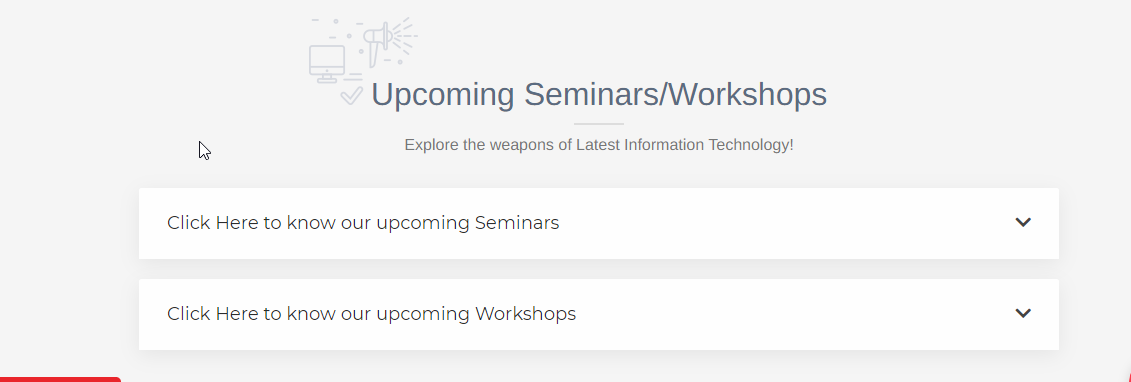 Upcoming Seminars/Workshops
Explore the weapons of Latest Information Technology!
Click Here to know our upcoming Seminars
Click Here to know our upcoming Workshops